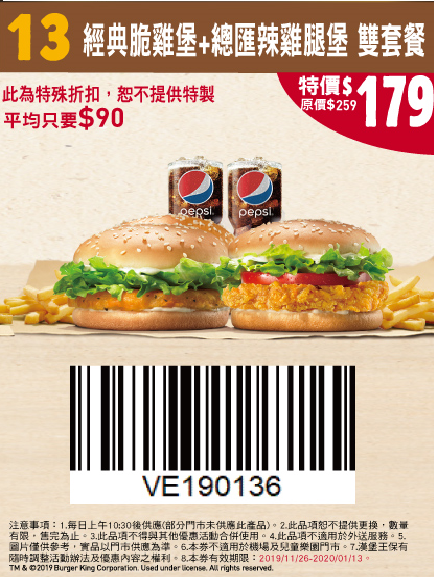 13 經典脆雞堡+總匯辣雞腿堡 雙套餐
此為特殊折扣，恕不提供特製
平均只要$90
特價$179
原價$259
pepsi pepsi
VE190136
注意事項：1.每日上午10:30後供應(部分門市未供應此產品)。2.此品項恕不提供更換，數量
有限，售完為止。3.此品項不得與其他優惠活動合併使用。4.此品項不適用於外送服務。5.
圖片僅供參考，實品以門市供應為準。6.本券不適用於機場及兒童樂園門市。7.漢堡王保有
隨時調整活動辦法及優惠內容之權利。8.本券有效期限：2019/11/26-2020/01/13。
TM & ©2019 Burger King Corporation. Used under license. All rights reserved.